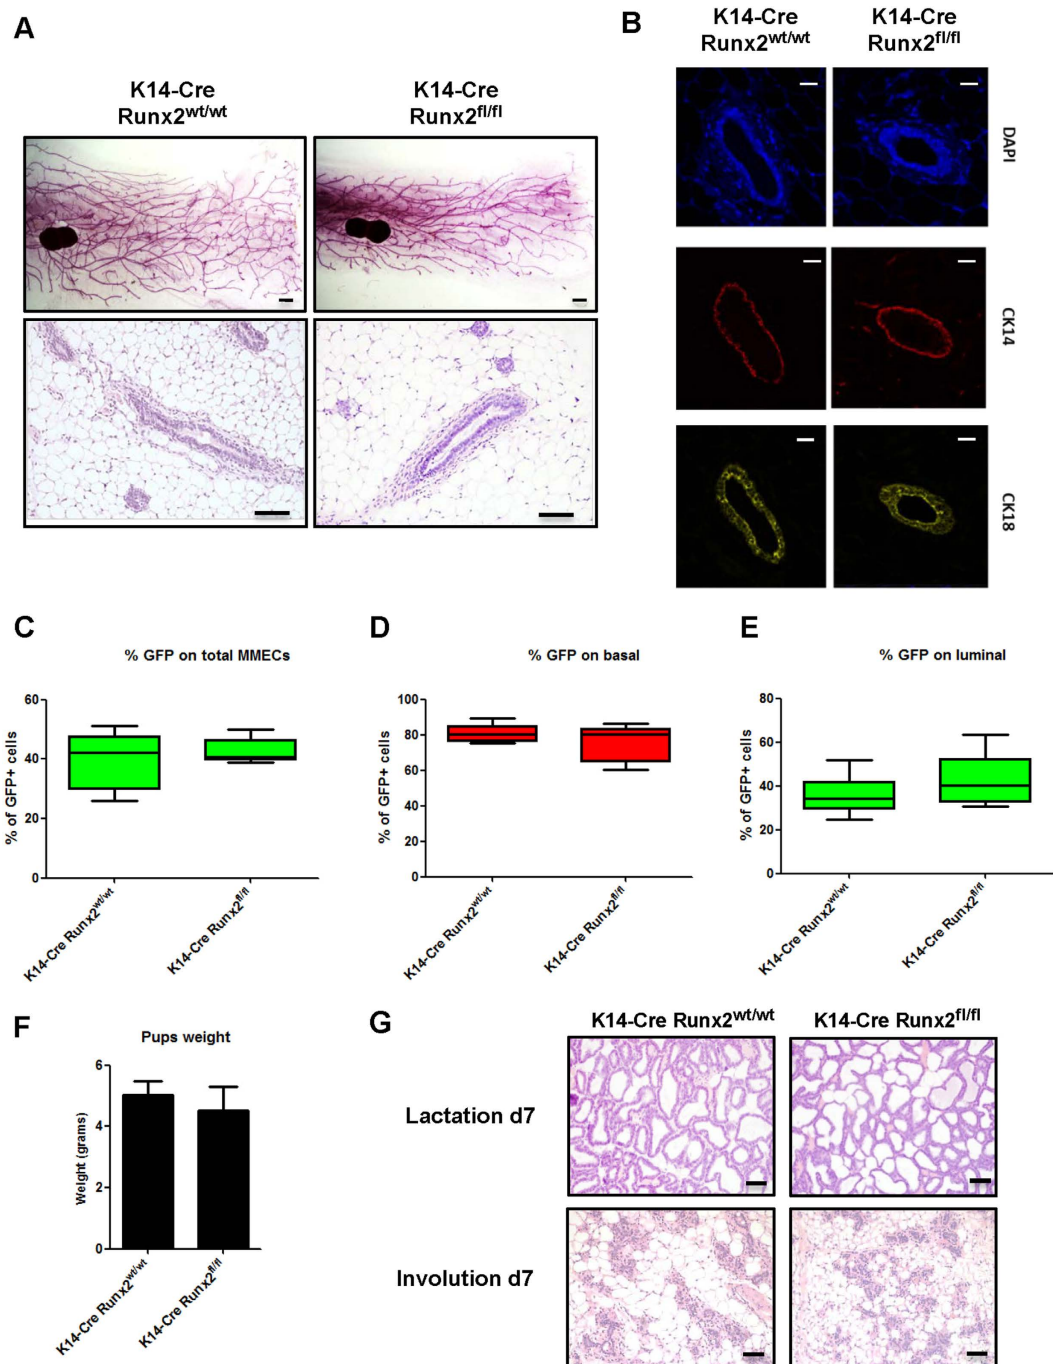 A
K14-Cre
Runx2wt/wt
K14-Cre
Runx2fl/fl
B
K14-Cre
Runx2wt/wt
K14-Cre
Runx2fl/fl
DAPI
CK14
CK18
C
% GFP on total MMECs
% of GFP+ cells
60
40
20
0
K14-Cre Runx2wt/wt
K14-Cre Runx2fl/fl
D
% GFP on basal
% of GFP+ cells
100
80
60
40
20
0
K14-Cre Runx2wt/wt
K14-Cre Runx2fl/fl
E
% GFP on luminal
% of GFP+ cells
80
60
40
20
0
K14-Cre Runx2wt/wt
K14-Cre Runx2fl/fl
F
Pups weight
Weight (grams)
6
4
2
0
K14-Cre Runx2wt/wt
K14-Cre Runx2fl/fl
G
K14-Cre Runx2wt/wt
K14-Cre Runx2fl/fl
Lactation d7
Involution d7